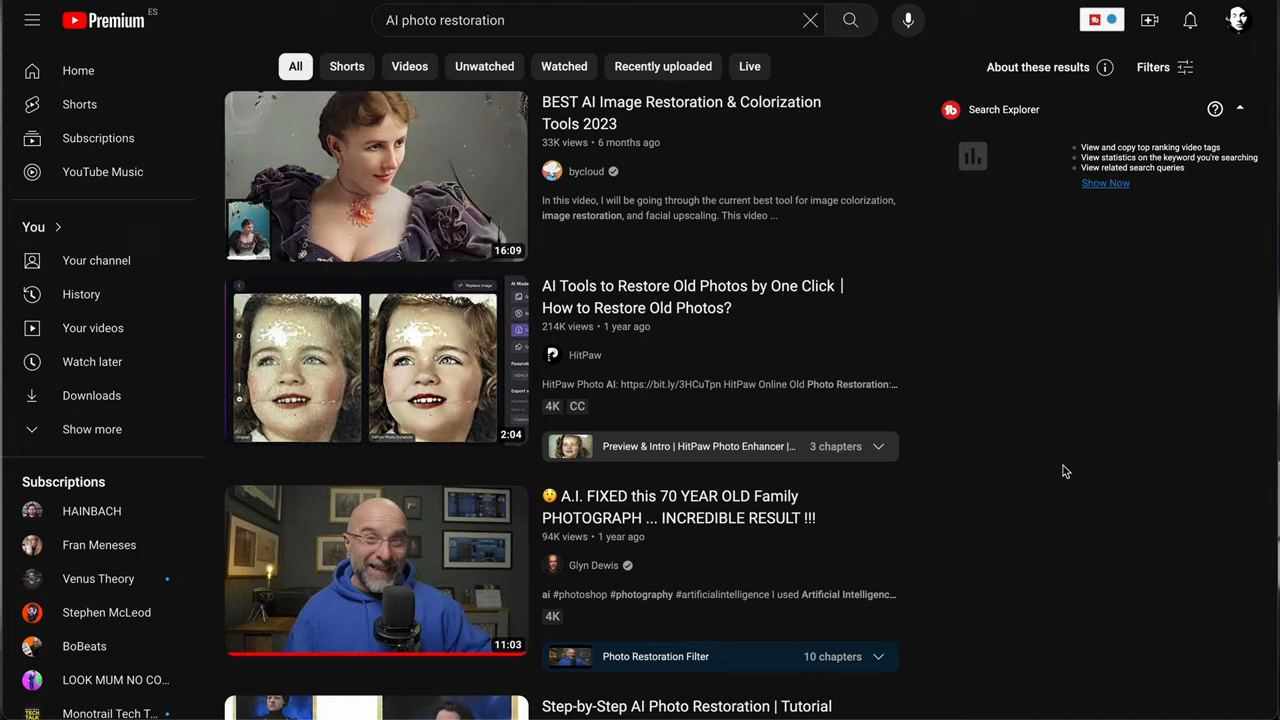 Premium ES
AI photo restoration
All Shorts Videos Unwatched Watched Recently uploaded Live
About these results
Filters
Home
Shorts
Subscriptions
YouTube Music
You
Your channel
History
Your videos
Watch later
Downloads
Show more
Subscriptions
HAINBACH
Fran Meneses
Venus Theory
Stephen McLeod
BoBeats
LOOK MUM NO CO...
Monotrail Tech T...
16:09
BEST AI Image Restoration & Colorization
Tools 2023
33K views • 6 months ago
bycloud
In this video, I will be going through the current best tool for image colorization,
image restoration, and facial upscaling. This video ...
2:04
AI Tools to Restore Old Photos by One Click |
How to Restore Old Photos?
214K views • 1 year ago
HitPaw
HitPaw Photo AI: https://bit.ly/3HCuTpn HitPaw Online Old Photo Restoration:...
4K CC
Preview & Intro | HitPaw Photo Enhancer |... 3 chapters
11:03
😲 A.I. FIXED this 70 YEAR OLD Family
PHOTOGRAPH ... INCREDIBLE RESULT !!!
94K views • 1 year ago
Glyn Dewis
ai #photoshop #photography #artificialintelligence I used Artificial Intelligenc...
4K
Photo Restoration Filter 10 chapters
Step-by-Step AI Photo Restoration | Tutorial
Search Explorer
View and copy top ranking video tags
View statistics on the keyword you're searching
View related search queries
Show Now